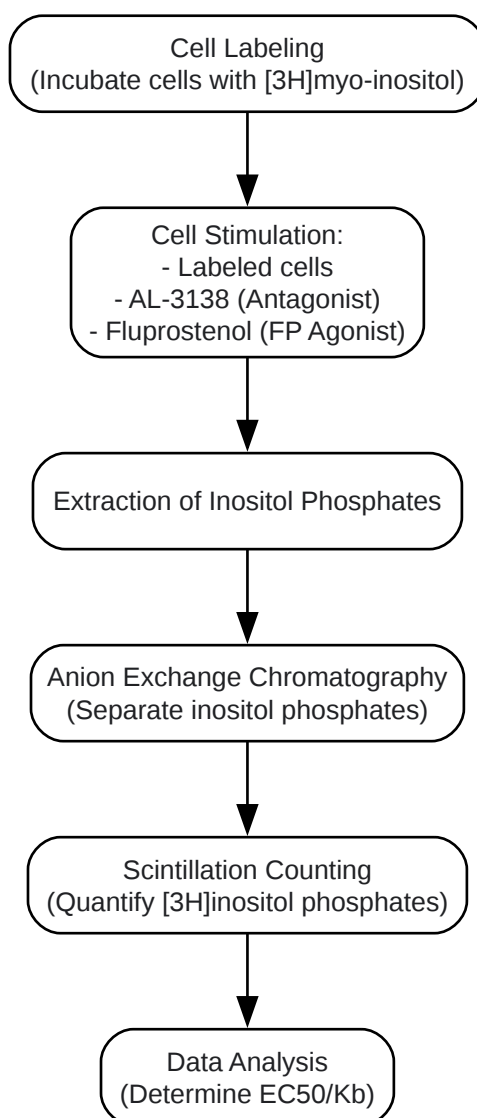 Cell Labeling
(Incubate cells with [3H]myo-inositol)
Cell Stimulation:
- Labeled cells
- AL-3138 (Antagonist)
- Fluprostenol (FP Agonist)
Extraction of Inositol Phosphates
Anion Exchange Chromatography
(Separate inositol phosphates)
Scintillation Counting
(Quantify [3H]inositol phosphates)
Data Analysis
(Determine EC50/Kb)